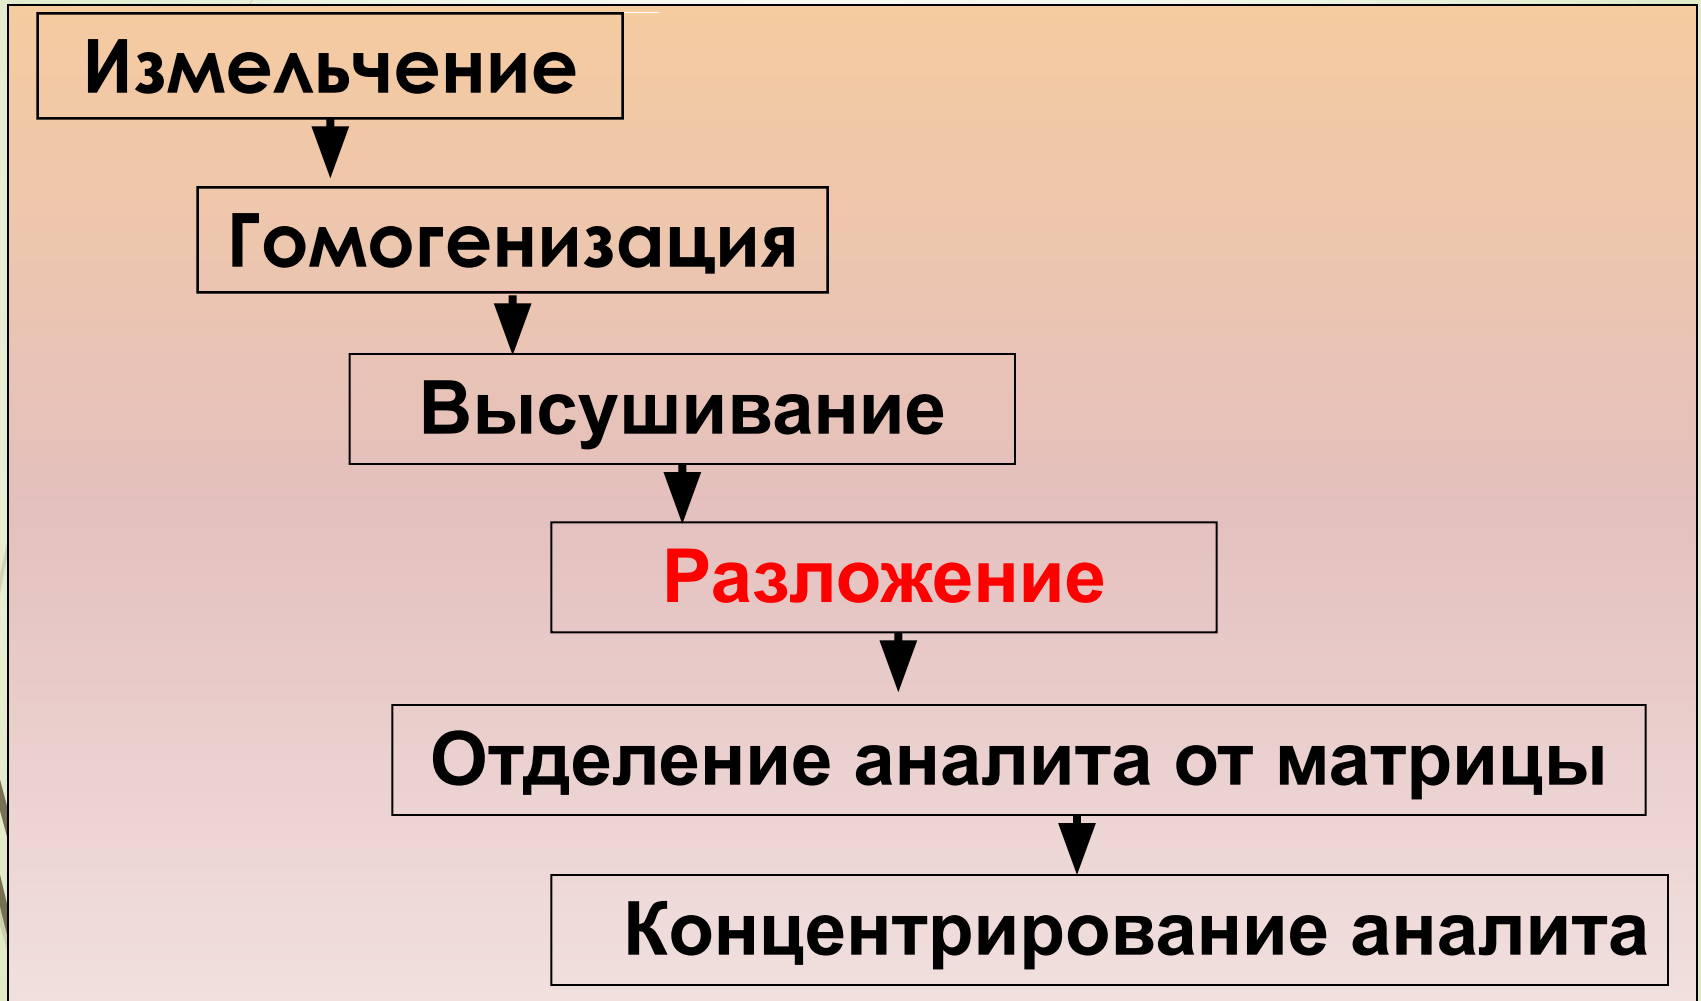 Измельчение
Гомогенизация
Высушивание
Разложение
Отделение аналита от матрицы
Концентрирование аналита